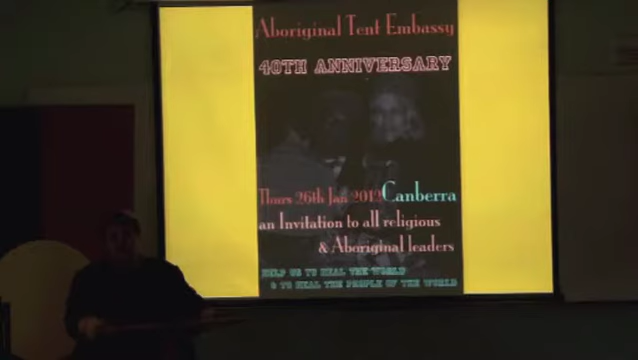 Aboriginal Tent Embassy
40TH ANNIVERSARY
Thurs 26th Jan 2012 Canberra
an Invitation to all religious
& Aboriginal leaders
HELP US TO HEAL THE WORLD
& TO HEAL THE PEOPLE OF THE WORLD